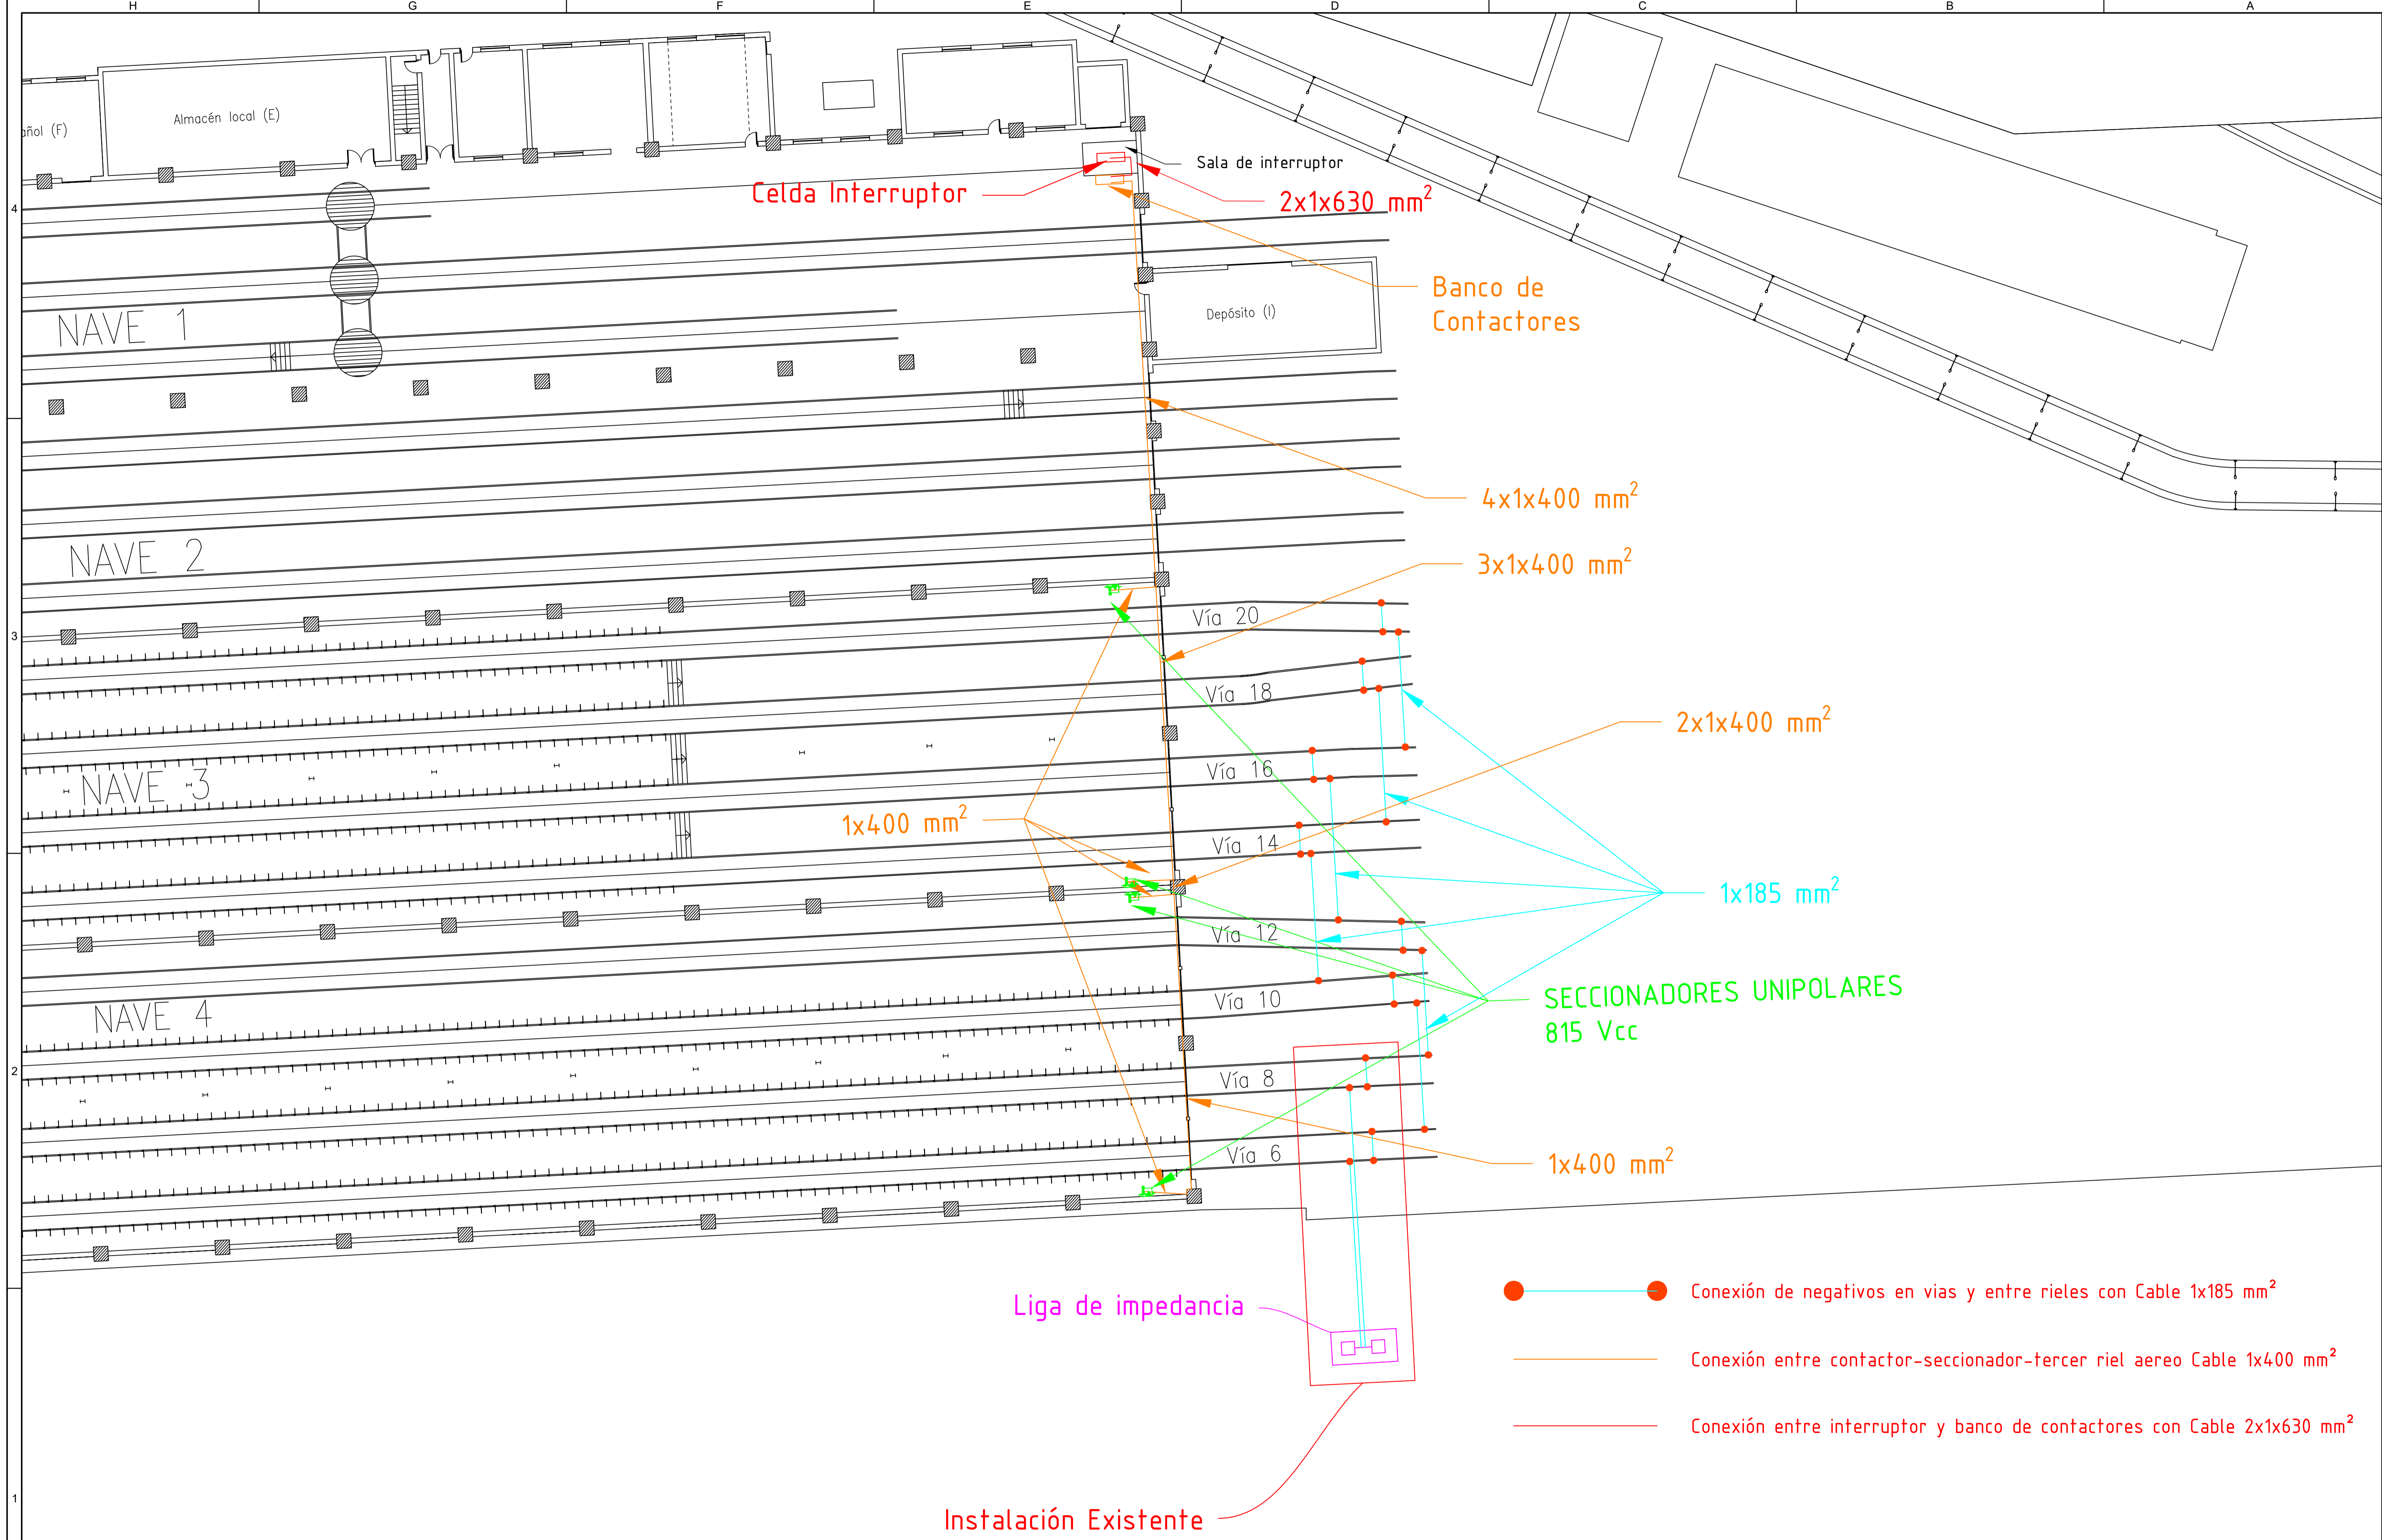 H G F E D C B A
añol (F)
Almacén local (E)
Sala de interruptor
4
Celda Interruptor
2x1x630 mm²
Banco de
Contactores
Depósito (I)
NAVE 1
4x1x400 mm²
NAVE 2
3x1x400 mm²
3
Vía 20
Vía 18
2x1x400 mm²
Vía 16
NAVE 3
1x400 mm²
Vía 14
1x185 mm²
Vía 12
SECCIONADORES UNIPOLARES
815 Vcc
Vía 10
NAVE 4
2
Vía 8
Vía 6
1x400 mm²
Liga de impedancia
Conexión de negativos en vias y entre rieles con Cable 1x185 mm²
Conexión entre contactor-seccionador-tercer riel aereo Cable 1x400 mm²
Conexión entre interruptor y banco de contactores con Cable 2x1x630 mm²
1
Instalación Existente